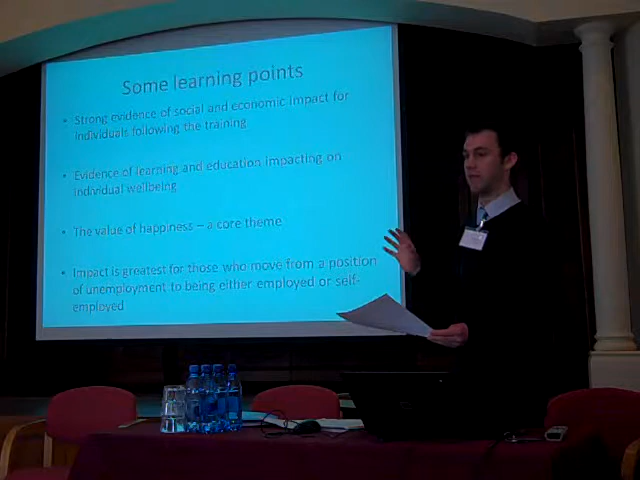 Some learning points
• Strong evidence of social and economic impact for
individuals following the training
• Evidence of learning and education impacting on
individual wellbeing
• The value of happiness – a core theme
• Impact is greatest for those who move from a position
of unemployment to being either employed or self-
employed